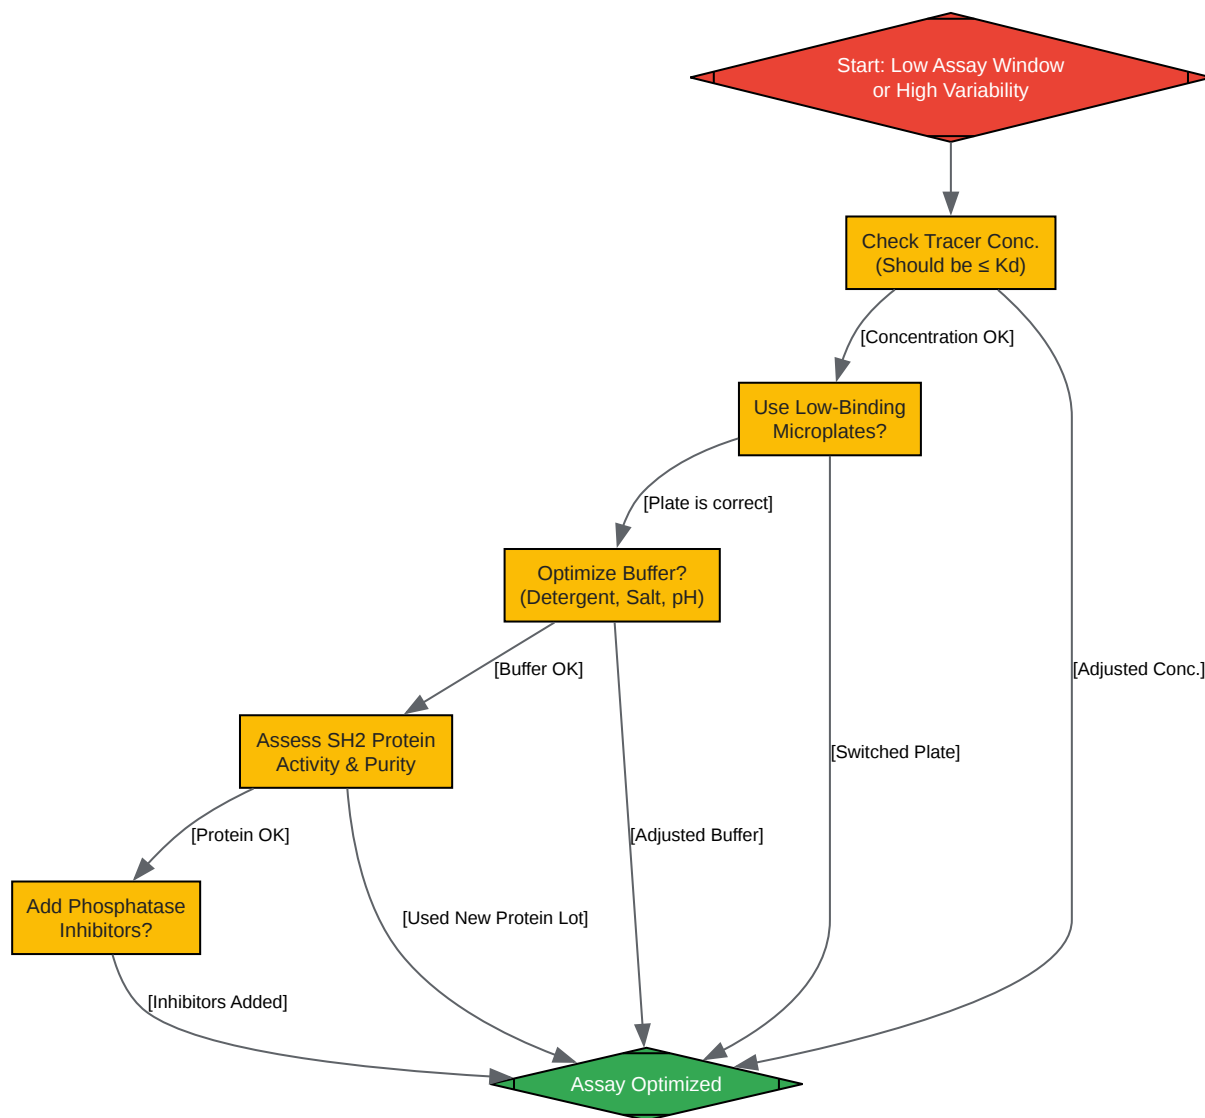 Start: Low Assay Window
or High Variability
Check Tracer Conc.
(Should be ≤ Kd)
[Concentration OK]
Use Low-Binding
Microplates?
[Plate is correct]
Optimize Buffer?
(Detergent, Salt, pH)
[Buffer OK]
[Adjusted Conc.]
Assess SH2 Protein
Activity & Purity
[Switched Plate]
[Protein OK]
[Adjusted Buffer]
Add Phosphatase
Inhibitors?
[Used New Protein Lot]
[Inhibitors Added]
Assay Optimized